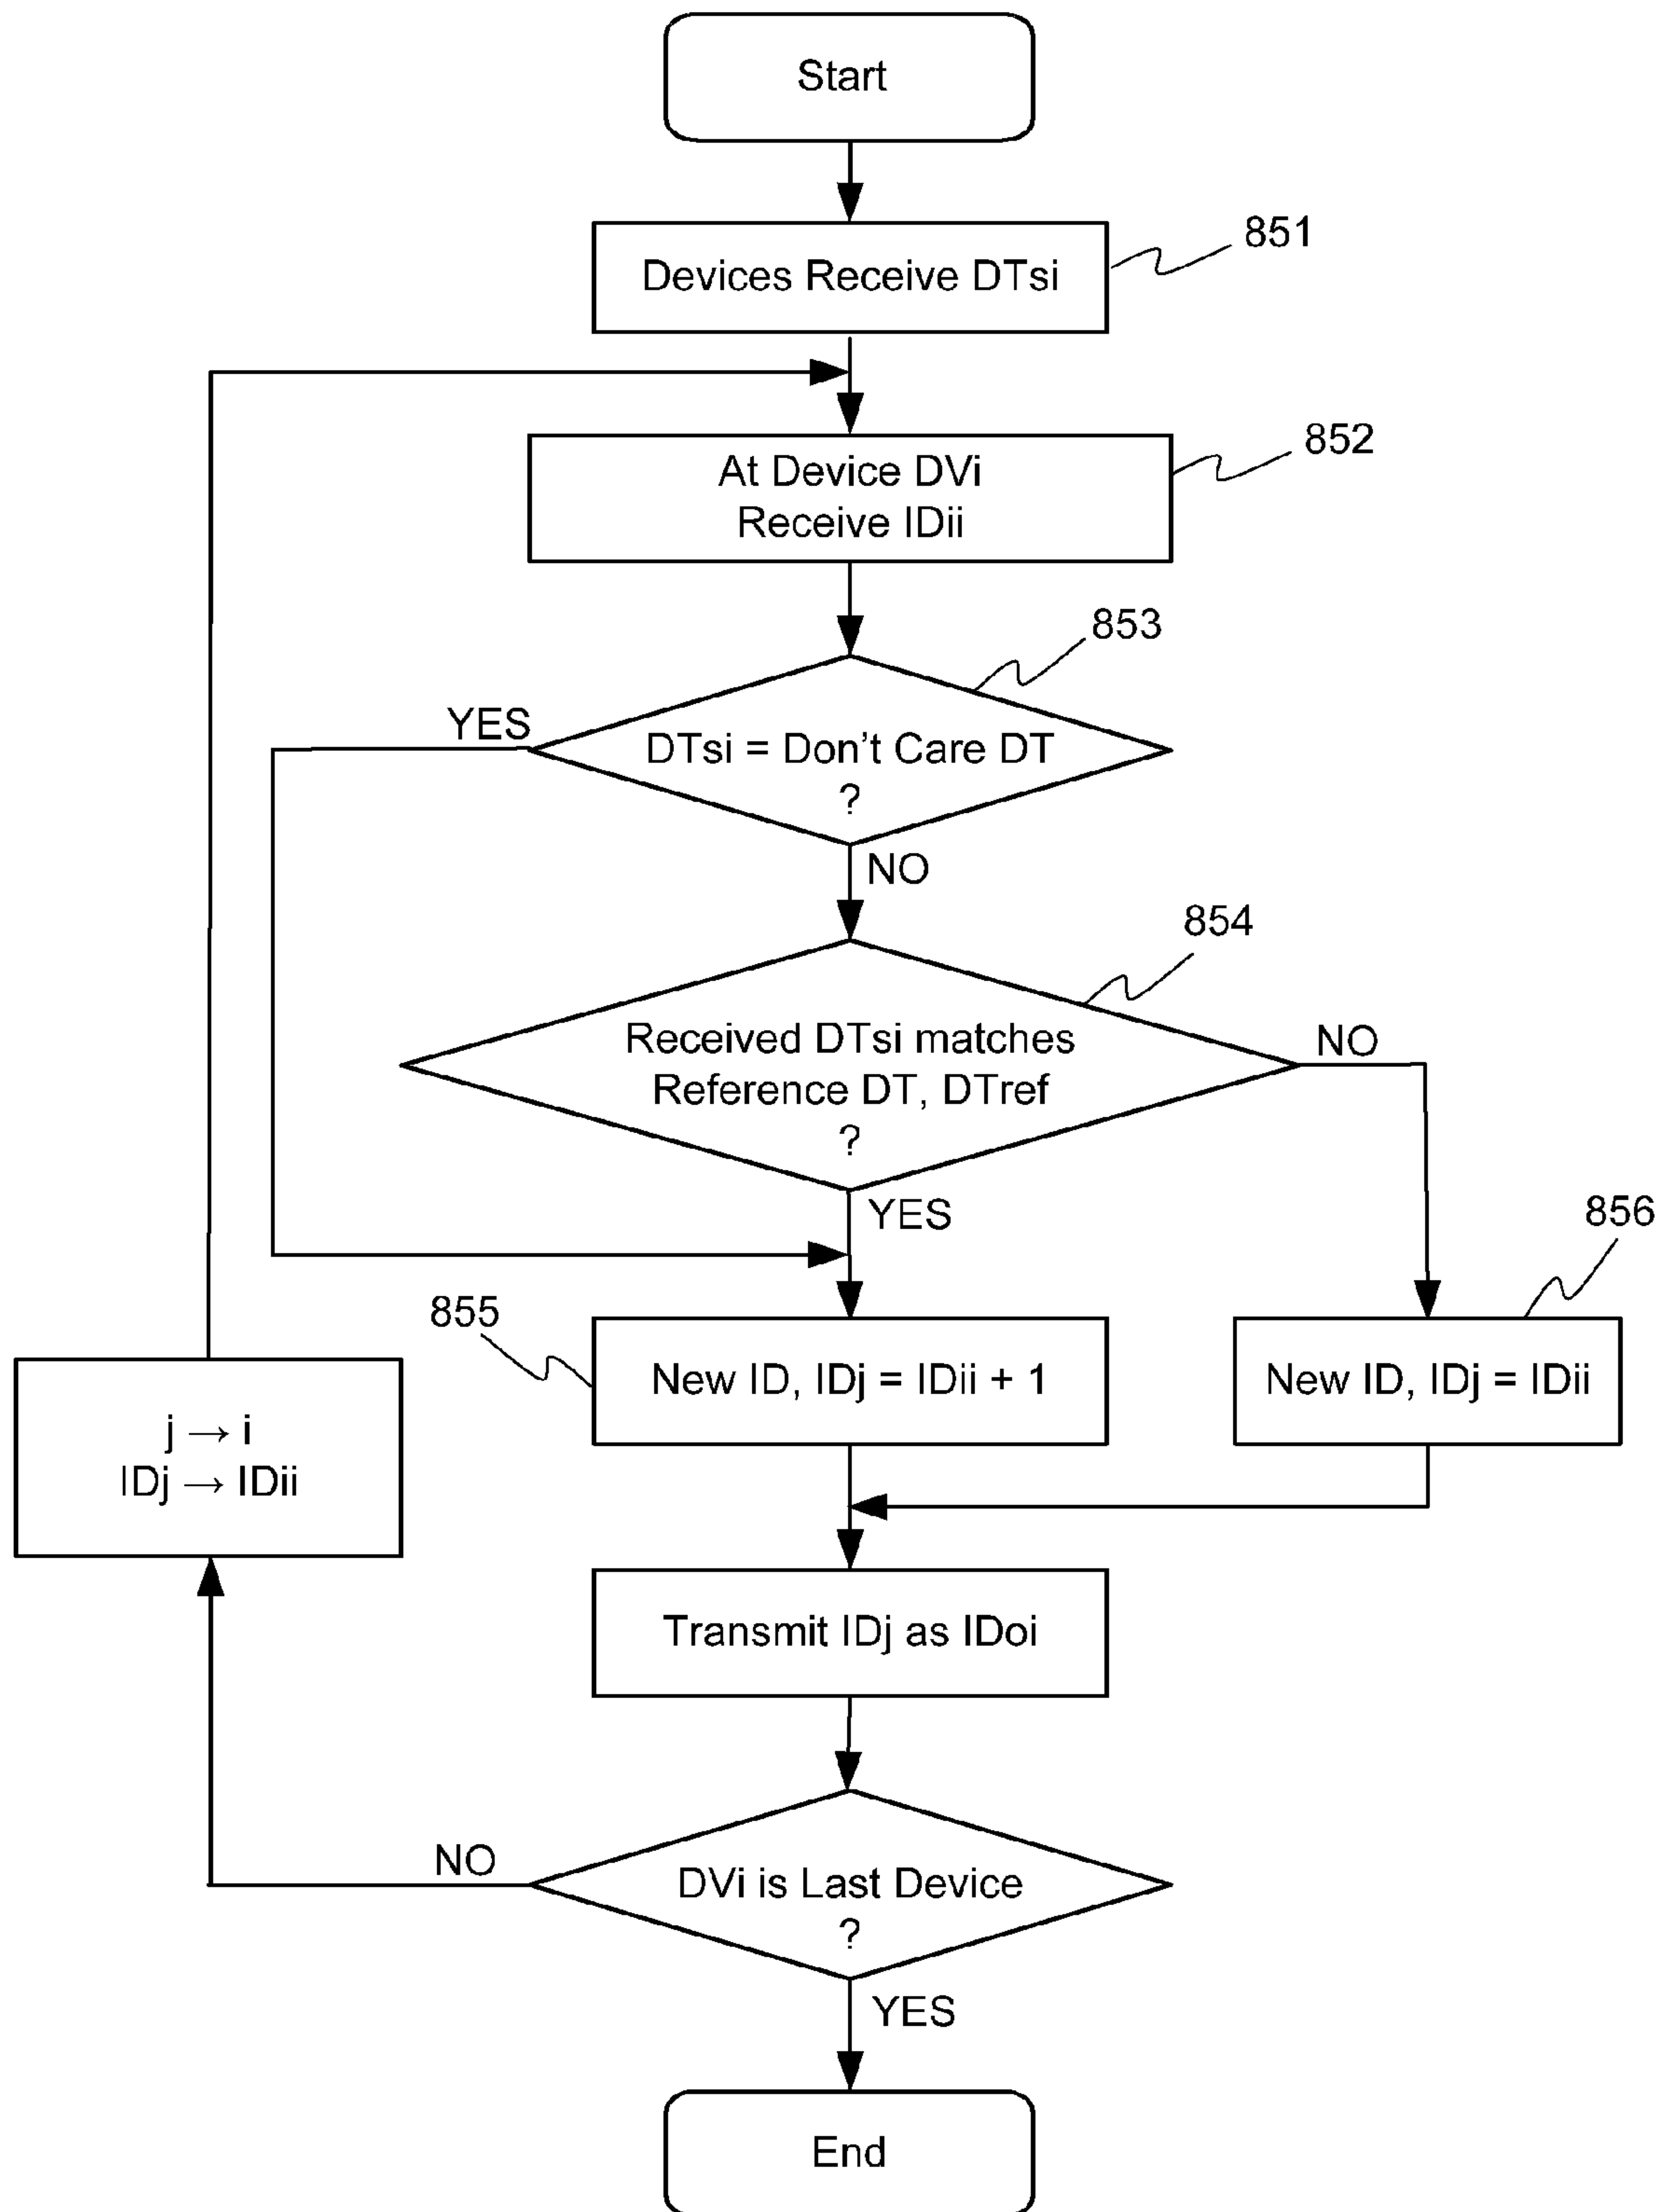 Start
851
Devices Receive DTsi
852
At Device DVi
Receive IDii
853
YES
DTsi = Don't Care DT
?
NO
854
Received DTsi matches
Reference DT, DTref
?
NO
YES
856
855
New ID, IDj = IDii + 1
New ID, IDj = IDii
j → i
IDj → IDii
Transmit IDj as IDoi
NO
DVi is Last Device
?
YES
End